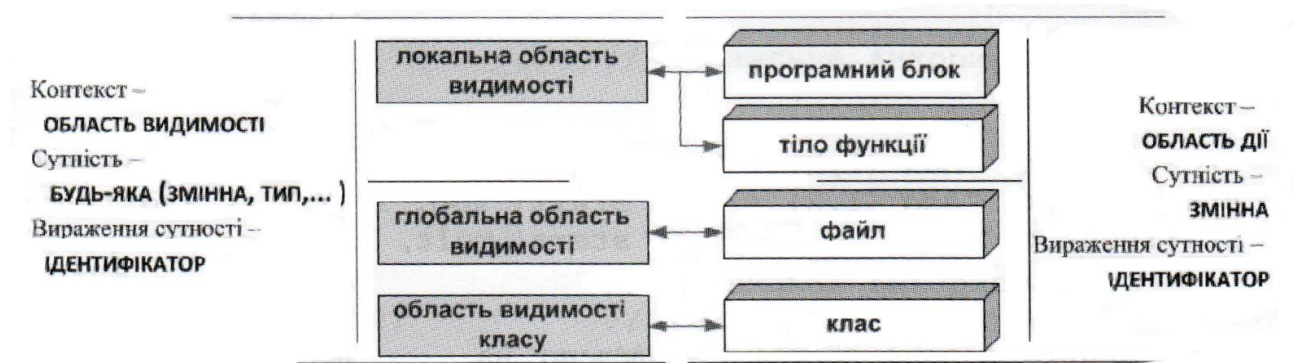 Контекст –
ОБЛАСТЬ ВИДИМОСТІ
Сутність –
БУДЬ-ЯКА (ЗМІННА, ТИП,... )
Вираження сутності –
ІДЕНТИФІКАТОР
локальна область
видимості
програмний блок
тіло функції
глобальна область
видимості
файл
область видимості
класу
клас
Контекст –
ОБЛАСТЬ ДІЇ
Сутність –
ЗМІННА
Вираження сутності –
ІДЕНТИФІКАТОР